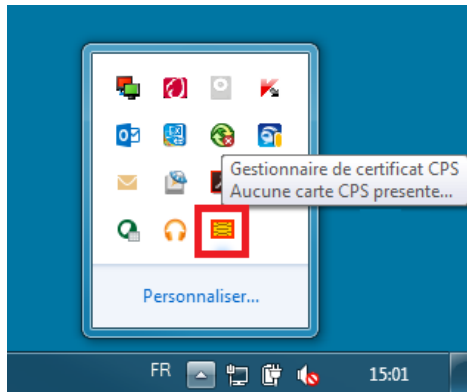 Gestionnaire de certificat CPS
Aucune carte CPS presente...
Personnaliser...
FR
15:01